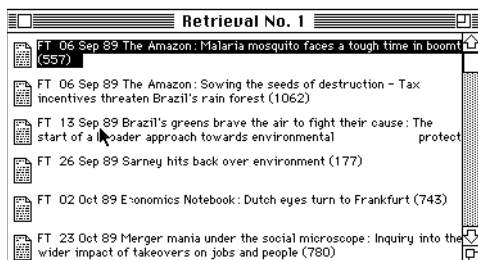 Retrieval No. 1
FT 06 Sep 89 The Amazon: Malaria mosquito faces a tough time in boomt
(557)
FT 06 Sep 89 The Amazon: Sowing the seeds of destruction - Tax
incentives threaten Brazil's rain forest (1062)
FT 13 Sep 89 Brazil's greens brave the air to fight their cause: The
start of a broader approach towards environmental protect
FT 26 Sep 89 Sarney hits back over environment (177)
FT 02 Oct 89 Economics Notebook: Dutch eyes turn to Frankfurt (743)
FT 23 Oct 89 Merger mania under the social microscope: Inquiry into the
wider impact of takeovers on jobs and people (780)